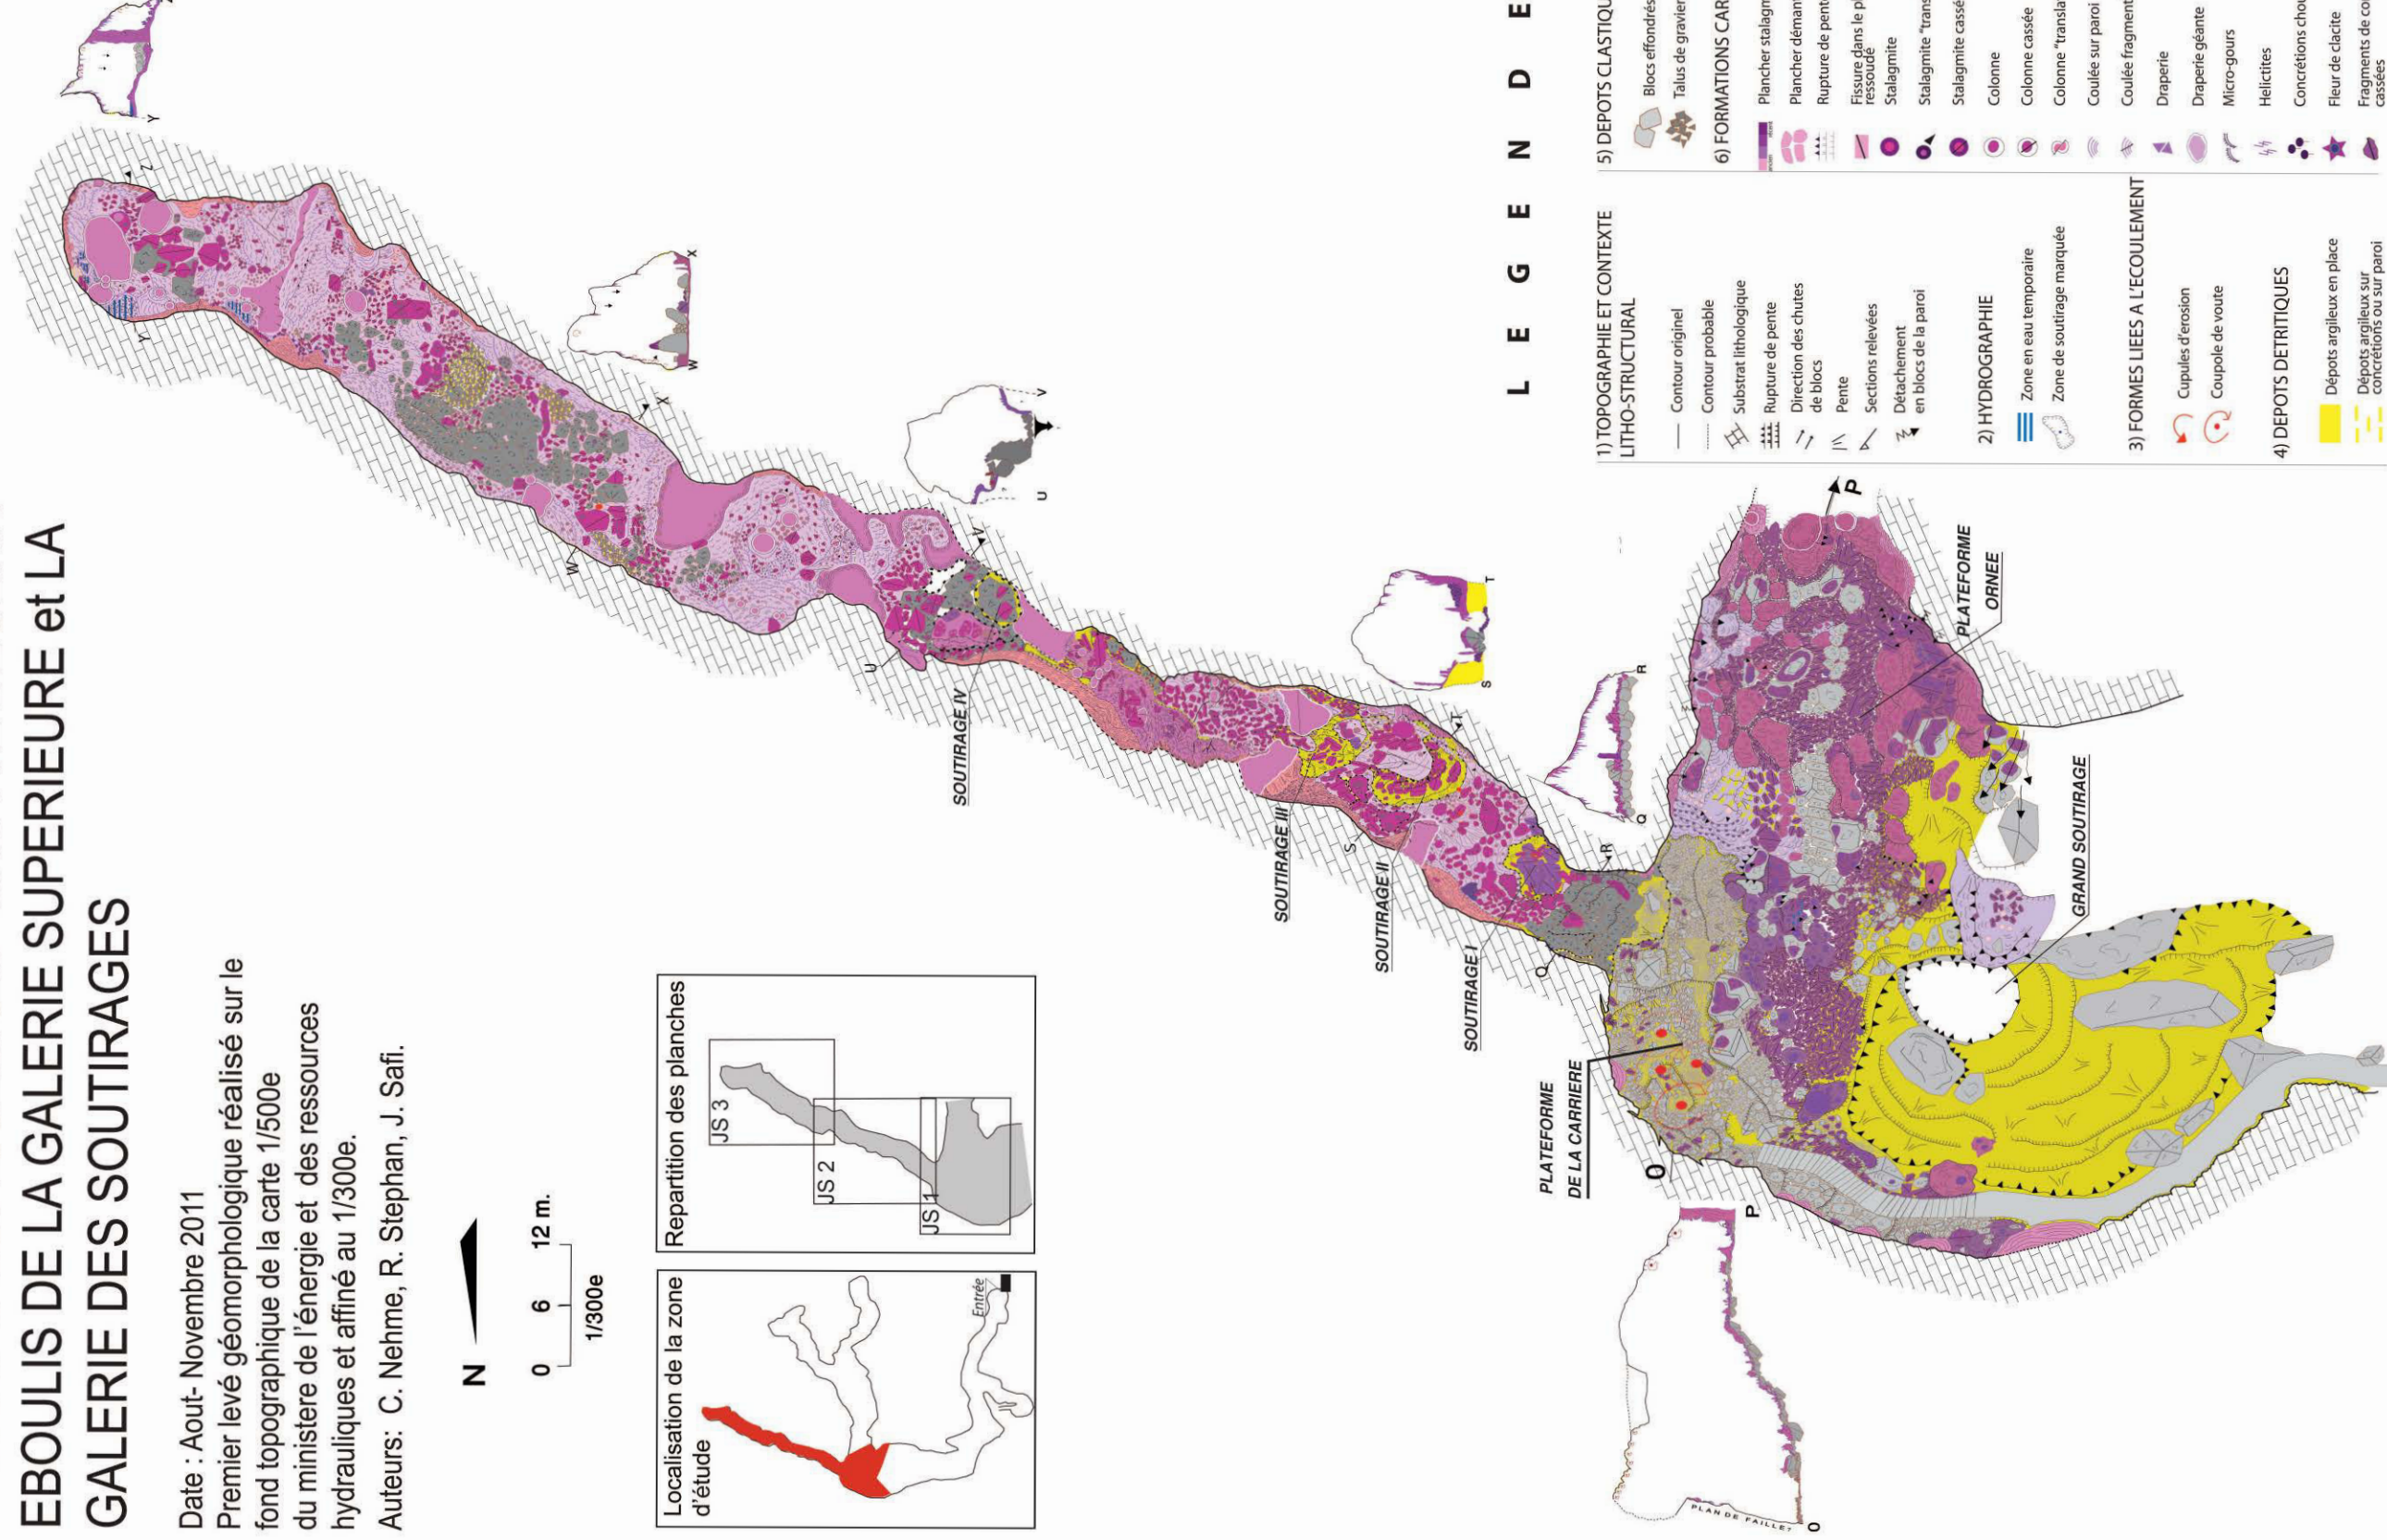 EBOULIS DE LA GALERIE SUPERIEURE et LA
GALERIE DES SOUTIRAGES
Date : Aout- Novembre 2011
Premier levé géomorphologique réalisé sur le
fond topographique de la carte 1/500e
du ministere de l'énergie et des ressources
hydrauliques et affiné au 1/300e.
Auteurs: C. Nehme, R. Stephan, J. Safi.
N
0 6 12 m.
1/300e
Localisation de la zone
d'étude
Entrée
Repartition des planches
JS 3
JS 2
JS 1
Y
Z
Y
Z
W
X
W
X
U
V
U
V
SOUTIRAGE IV
S
T
S
T
SOUTIRAGE III
SOUTIRAGE II
SOUTIRAGE I
Q
R
Q
R
PLATEFORME
DE LA CARRIERE
O
P
PLATEFORME
ORNEE
GRAND SOUTIRAGE
PLAN DE FAILLE?
O
P
LEGENDE
1) TOPOGRAPHIE ET CONTEXTE
LITHO-STRUCTURAL
Contour originel
Contour probable
Substrat lithologique
Rupture de pente
Direction des chutes
de blocs
Pente
Sections relevées
Détachement
en blocs de la paroi
2) HYDROGRAPHIE
Zone en eau temporaire
Zone de soutirage marquée
3) FORMES LIEES A L'ECOULEMENT
Cupules d'erosion
Coupole de voute
4) DEPOTS DETRITIQUES
Dépots argileux en place
Dépots argileux sur
concrétions ou sur paroi
5) DEPOTS CLASTIQU
Blocs effondrés
Talus de gravier
6) FORMATIONS CAR
Plancher stalagm
Plancher démant
Rupture de pent
Fissure dans le p
ressoudé
Stalagmite
Stalagmite "trans
Stalagmite cassé
Colonne
Colonne cassée
Colonne "transla
Coulée sur paroi
Coulée fragment
Draperie
Draperie géante
Micro-gours
Helictites
Concrétions chou
Fleur de clacite
Fragments de co
cassées